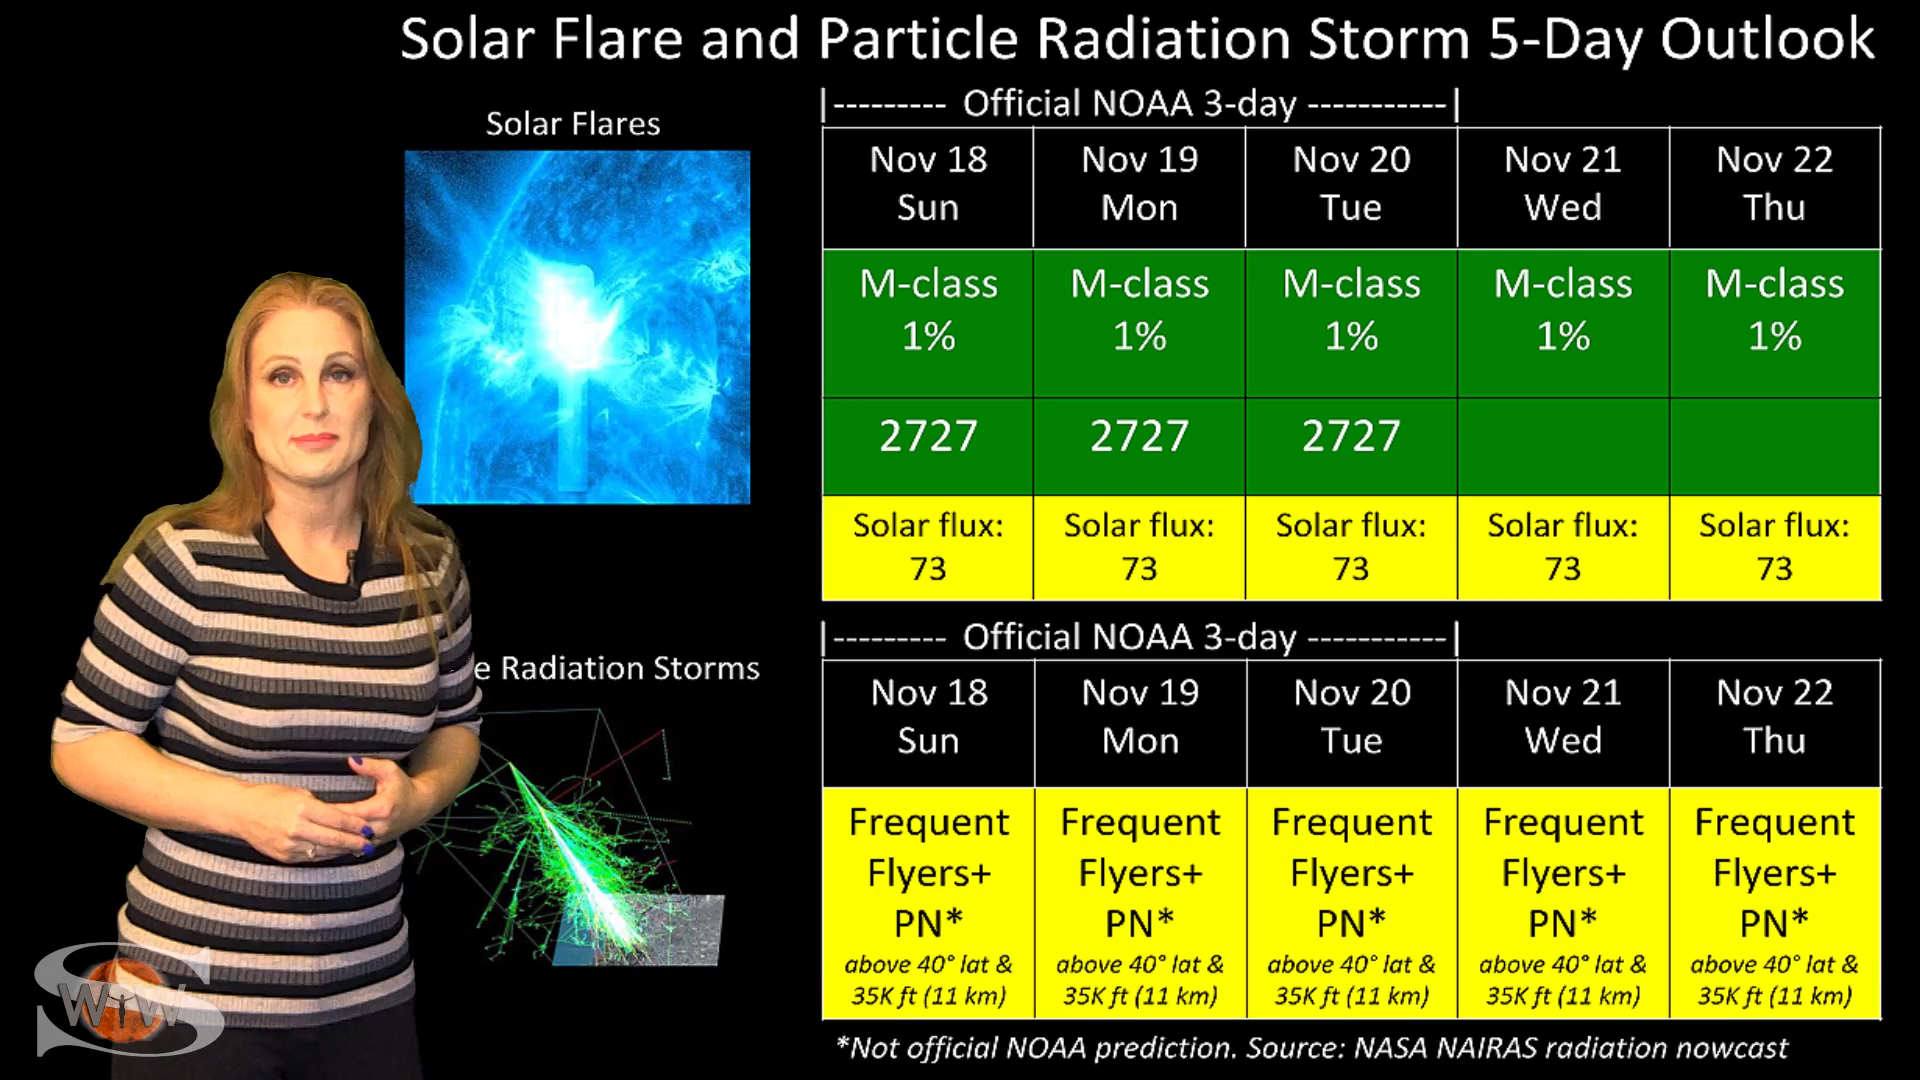 Solar Flare and Particle Radiation Storm 5-Day Outlook
Solar Flares
|--------- Official NOAA 3-day -----------|
Nov 18 Nov 19 Nov 20 Nov 21 Nov 22
Sun Mon Tue Wed Thu
M-class M-class M-class M-class M-class
1% 1% 1% 1% 1%
2727 2727 2727
Solar flux: Solar flux: Solar flux: Solar flux: Solar flux:
73 73 73 73 73
e Radiation Storms
|--------- Official NOAA 3-day -----------|
Nov 18 Nov 19 Nov 20 Nov 21 Nov 22
Sun Mon Tue Wed Thu
Frequent Frequent Frequent Frequent Frequent
Flyers+ Flyers+ Flyers+ Flyers+ Flyers+
PN* PN* PN* PN* PN*
above 40° lat & above 40° lat & above 40° lat & above 40° lat & above 40° lat &
35K ft (11 km) 35K ft (11 km) 35K ft (11 km) 35K ft (11 km) 35K ft (11 km)
*Not official NOAA prediction. Source: NASA NAIRAS radiation nowcast
S
WTW